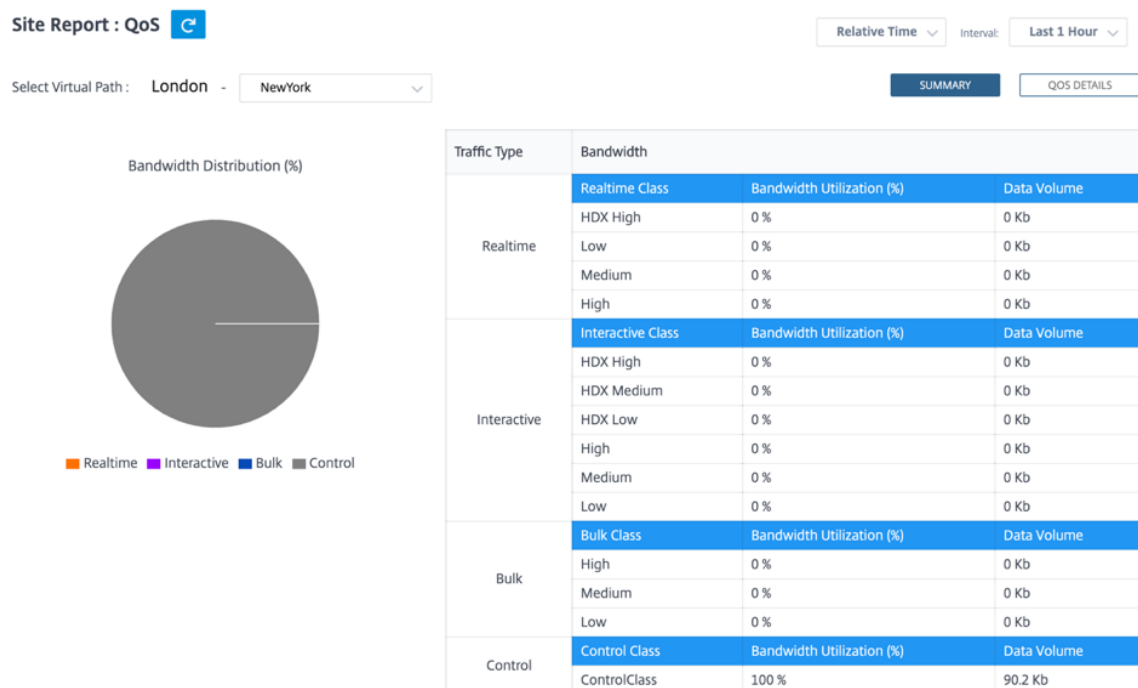 Site Report : QoS
Relative Time
Interval:
Last 1 Hour
Select Virtual Path :
London
-
NewYork
SUMMARY
QOS DETAILS
Bandwidth Distribution (%)
Realtime Interactive Bulk Control
Traffic Type Bandwidth
Realtime
Realtime Class Bandwidth Utilization (%) Data Volume
HDX High 0 % 0 Kb
Low 0 % 0 Kb
Medium 0 % 0 Kb
High 0 % 0 Kb
Interactive
Interactive Class Bandwidth Utilization (%) Data Volume
HDX High 0 % 0 Kb
HDX Medium 0 % 0 Kb
HDX Low 0 % 0 Kb
High 0 % 0 Kb
Medium 0 % 0 Kb
Low 0 % 0 Kb
Bulk
Bulk Class Bandwidth Utilization (%) Data Volume
High 0 % 0 Kb
Medium 0 % 0 Kb
Low 0 % 0 Kb
Control
Control Class Bandwidth Utilization (%) Data Volume
ControlClass 100 % 90.2 Kb